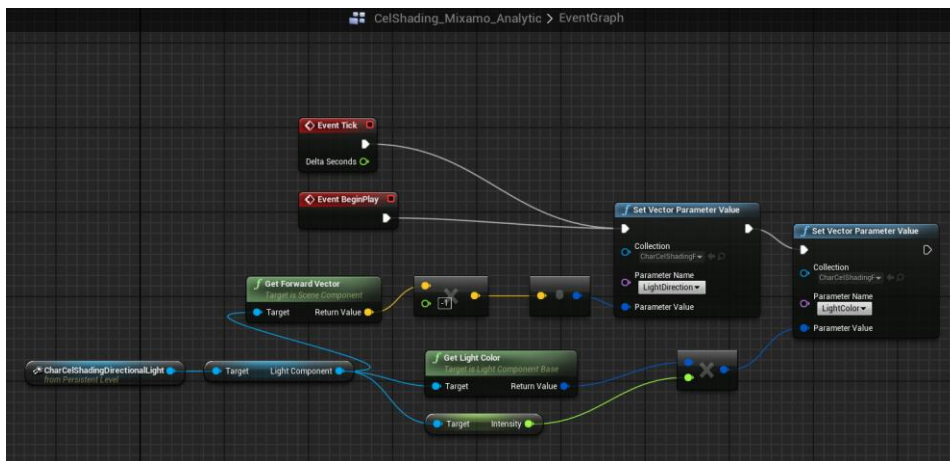 CelShading_Mixamo_Analytic > EventGraph
Event Tick
Delta Seconds
Event BeginPlay
Set Vector Parameter Value
Collection
CharCelShadingF
Parameter Name
LightDirection
Parameter Value
Set Vector Parameter Value
Collection
CharCelShadingF
Parameter Name
LightColor
Parameter Value
Get Forward Vector
Target is Scene Component
Target Return Value
-1
CharCelShadingDirectionalLight
from Persistent Level
Target Light Component
Get Light Color
Target is Light Component Base
Target Return Value
Target Intensity